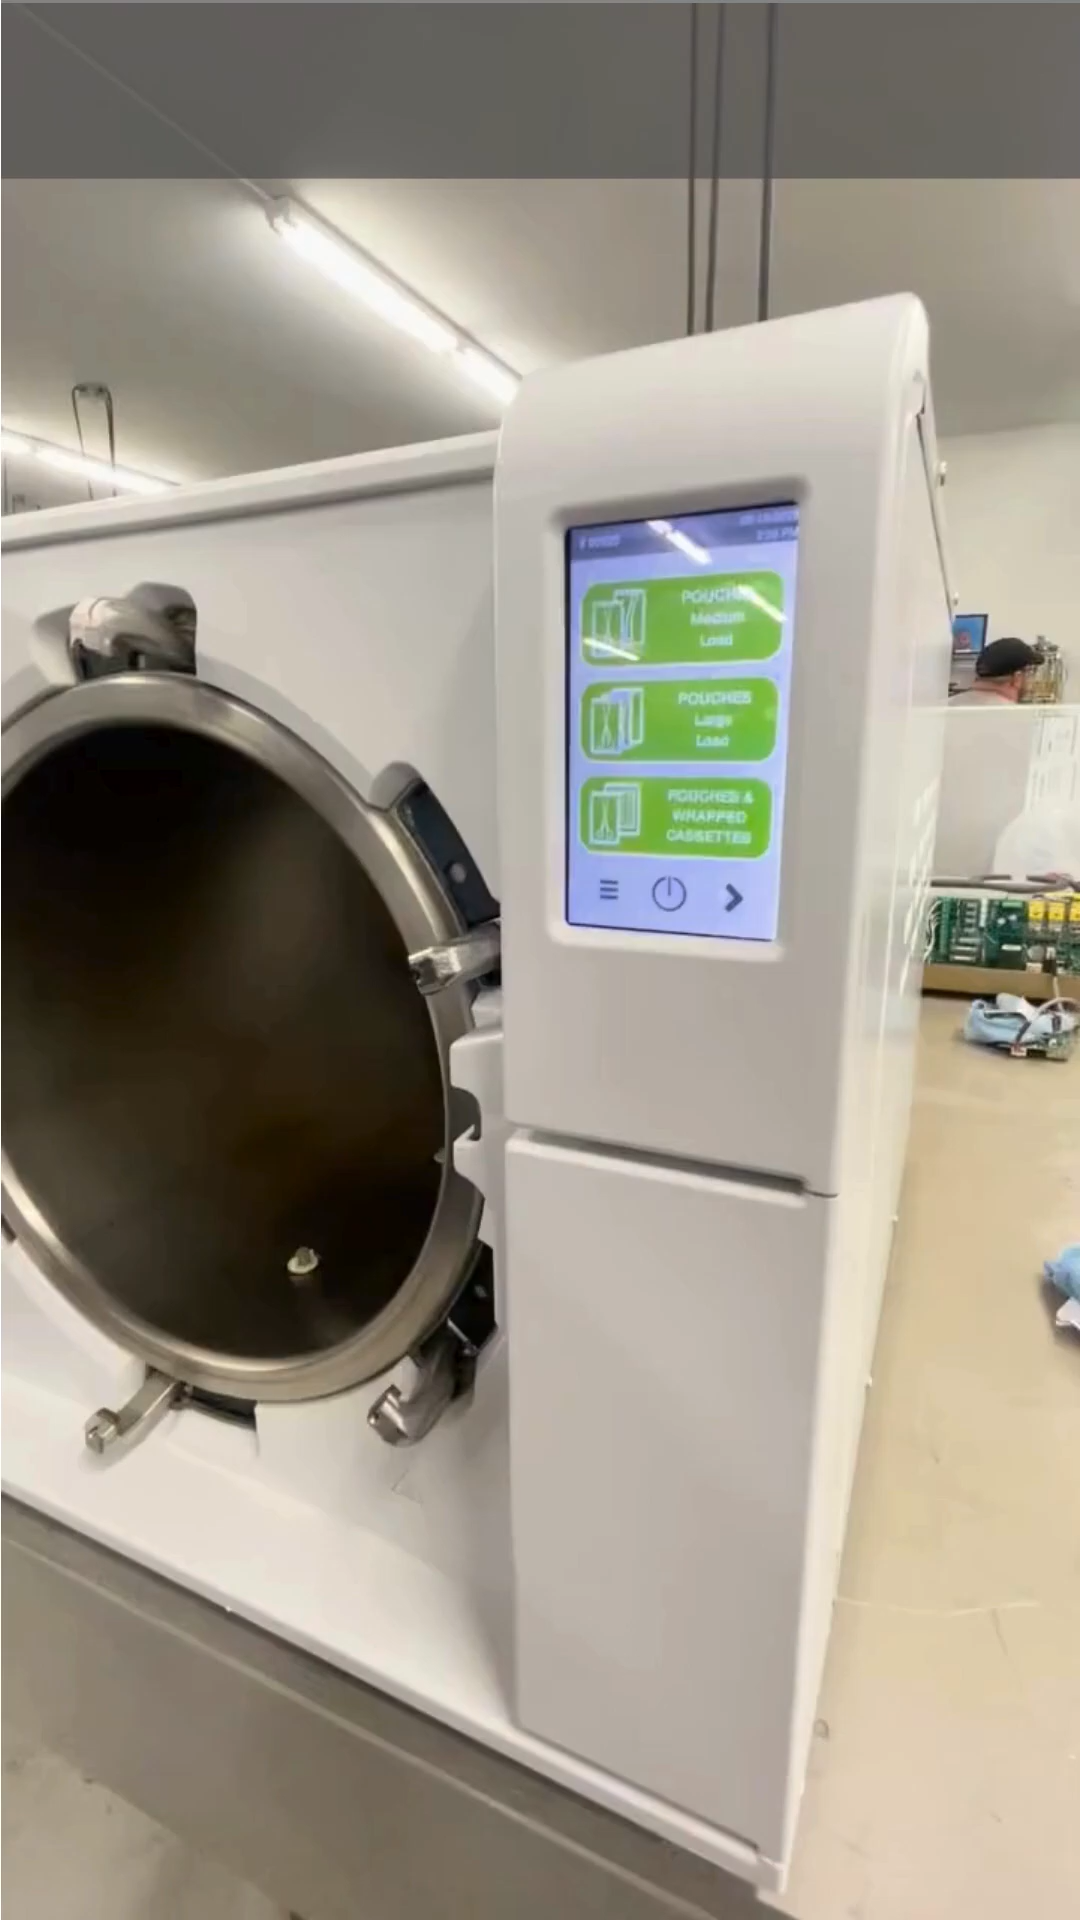 POUCHES
Medium
Load
POUCHES
Large
Load
POUCHES &
WRAPPED
CASSETTES